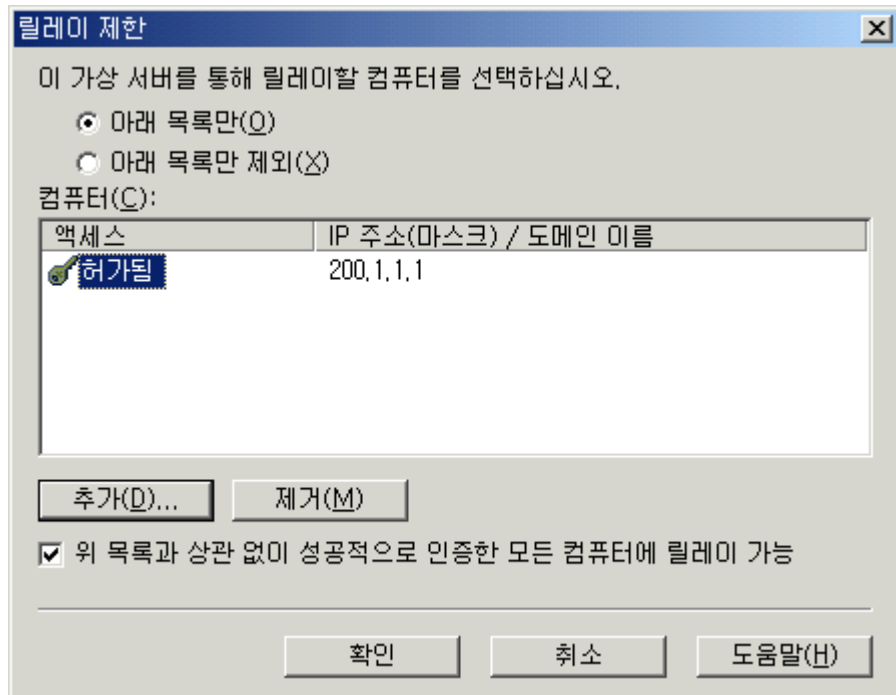 릴레이 제한
이 가상 서버를 통해 릴레이할 컴퓨터를 선택하십시오.
아래 목록만(O)
아래 목록만 제외(X)
컴퓨터(C):
액세스 IP 주소(마스크) / 도메인 이름
허가됨 200.1.1.1
추가(D)... 제거(M)
위 목록과 상관 없이 성공적으로 인증한 모든 컴퓨터에 릴레이 가능
확인 취소 도움말(H)